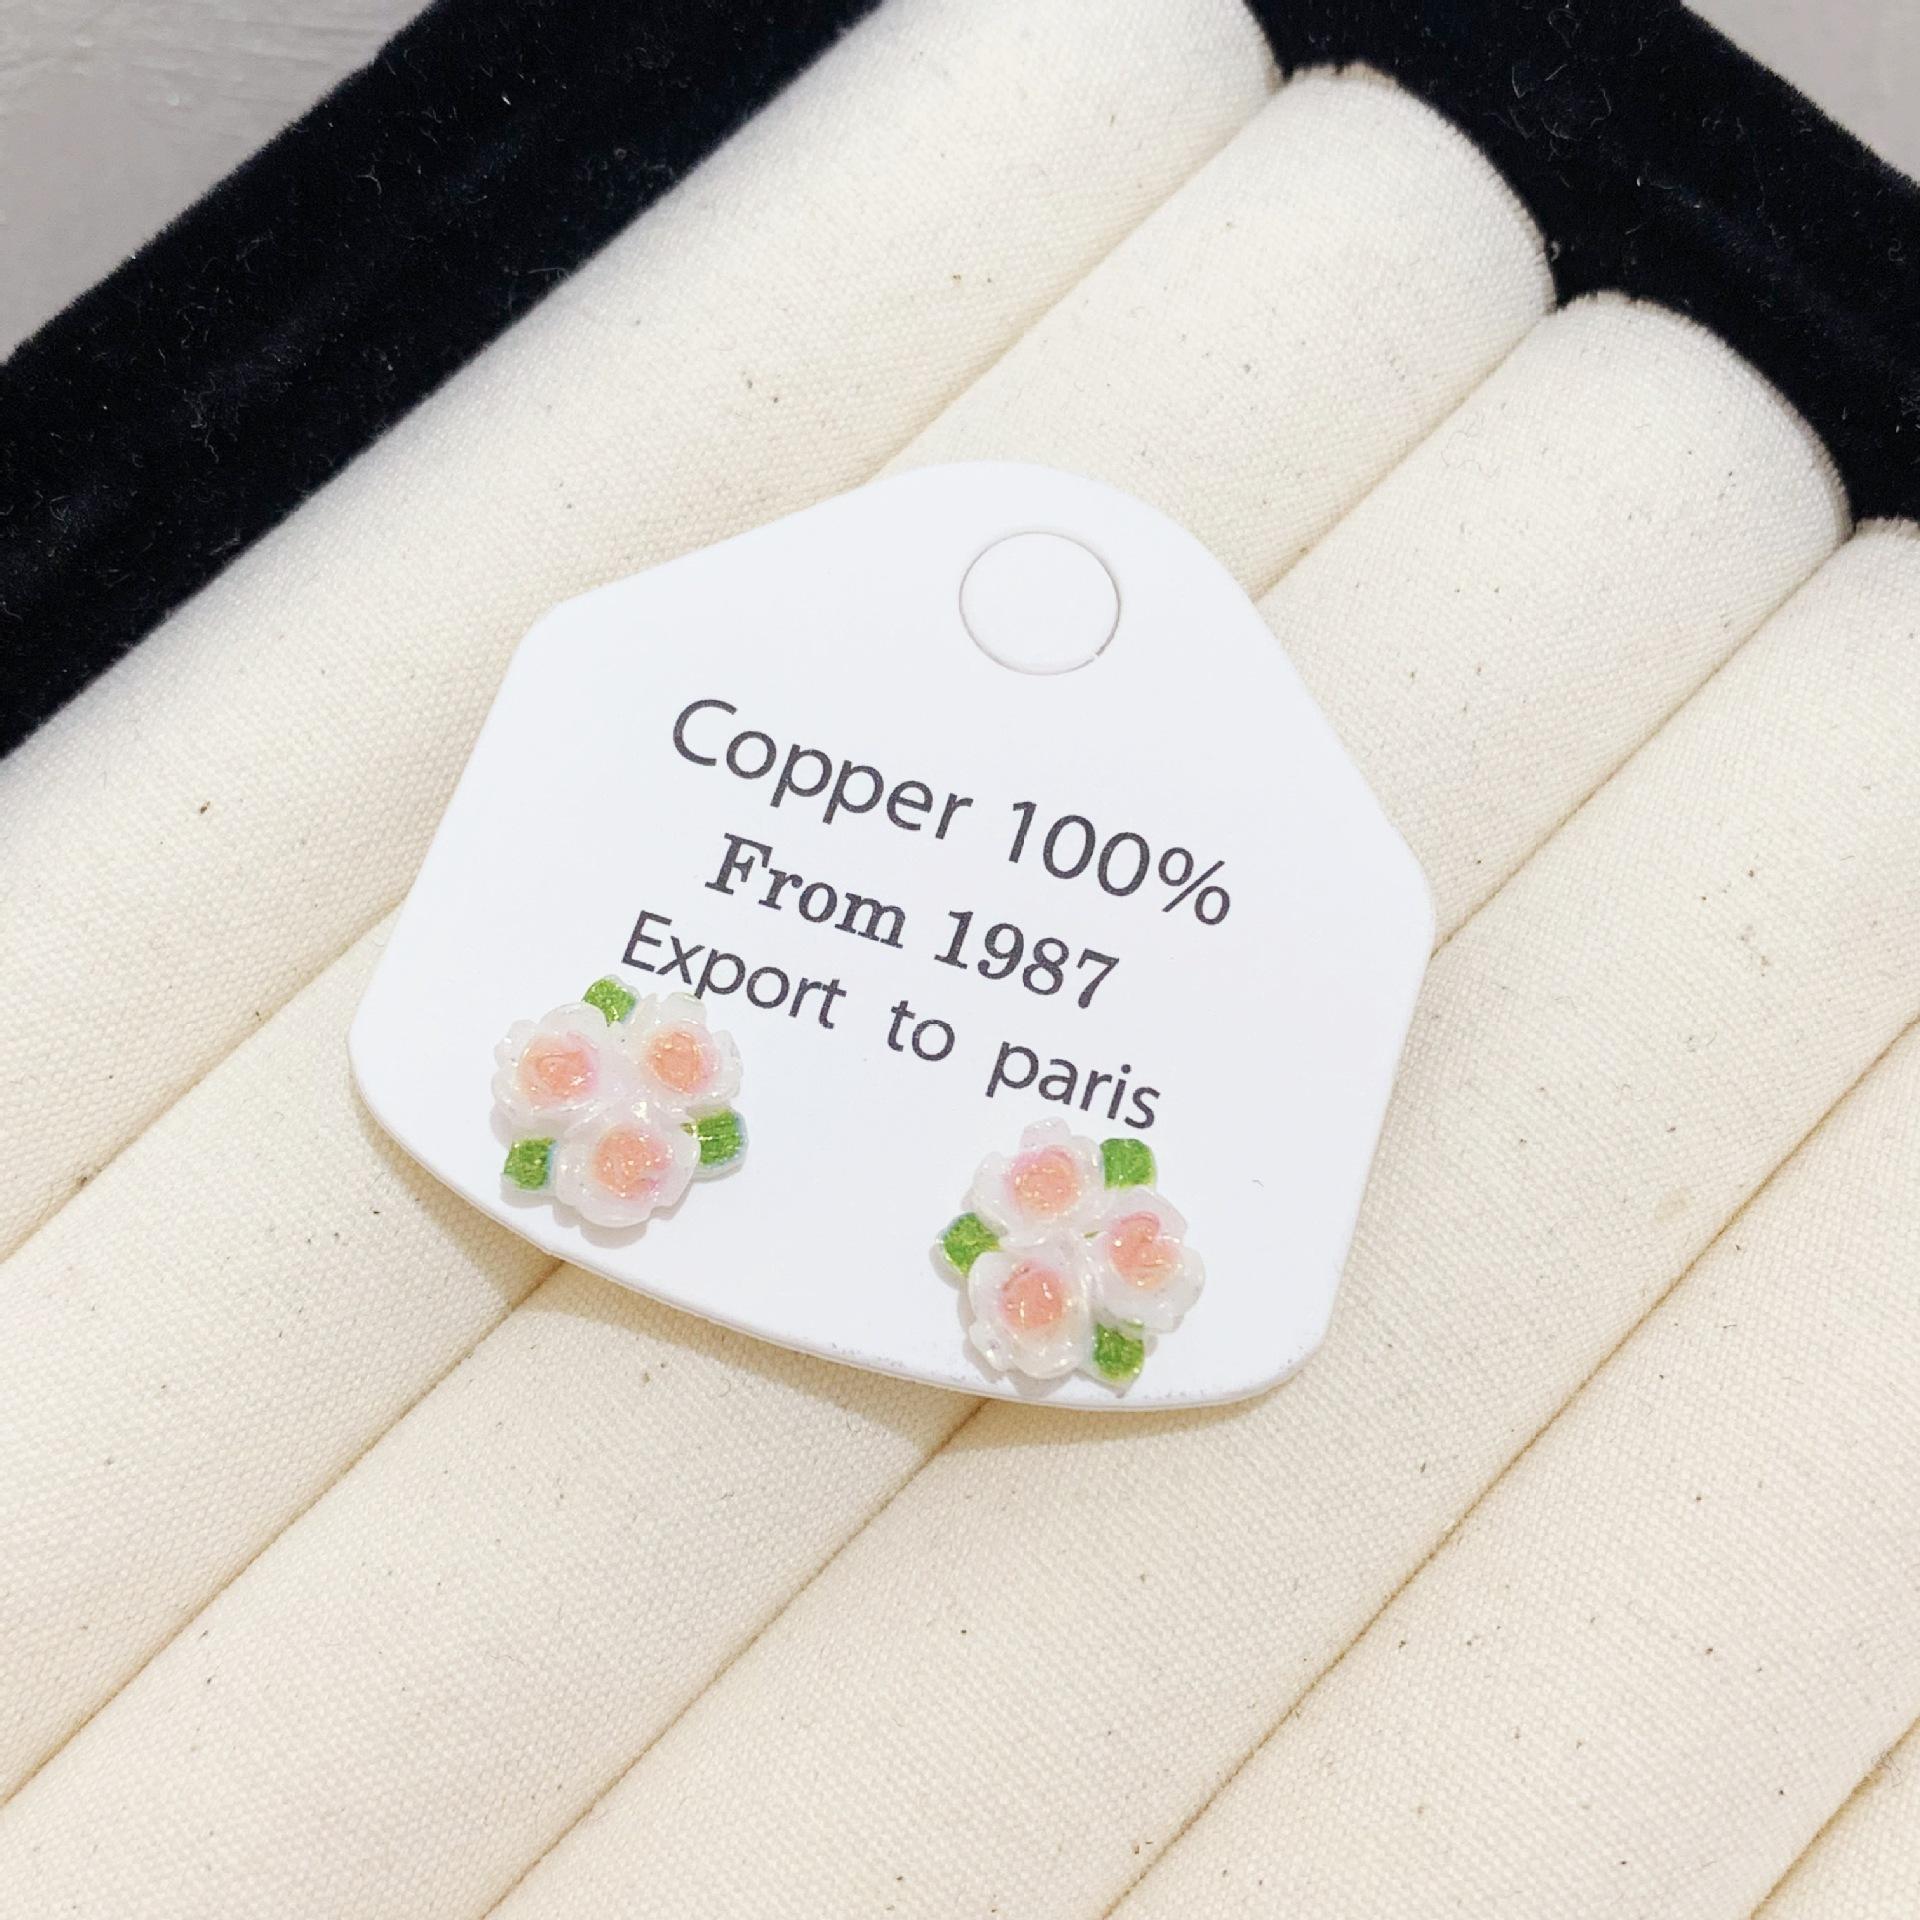 Copper 100%
From 1987
Export to paris